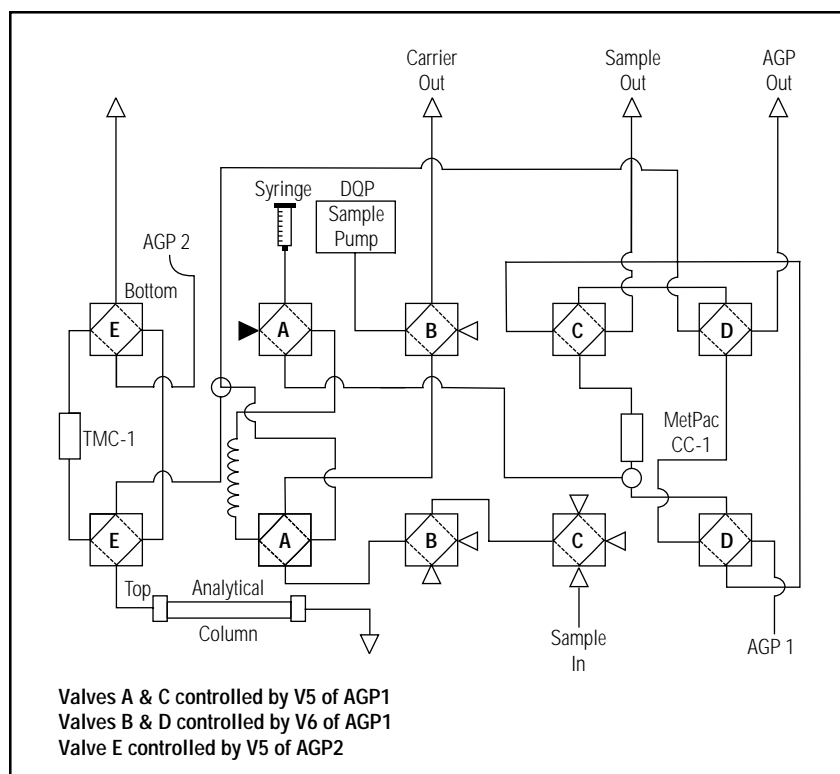 Carrier
Out
Sample
Out
AGP
Out
Syringe
DQP
Sample
Pump
AGP 2
Bottom
E
A
B
C
D
TMC-1
MetPac
CC-1
E
A
B
C
D
Top
Analytical
Column
Sample
In
AGP 1
Valves A & C controlled by V5 of AGP1
Valves B & D controlled by V6 of AGP1
Valve E controlled by V5 of AGP2